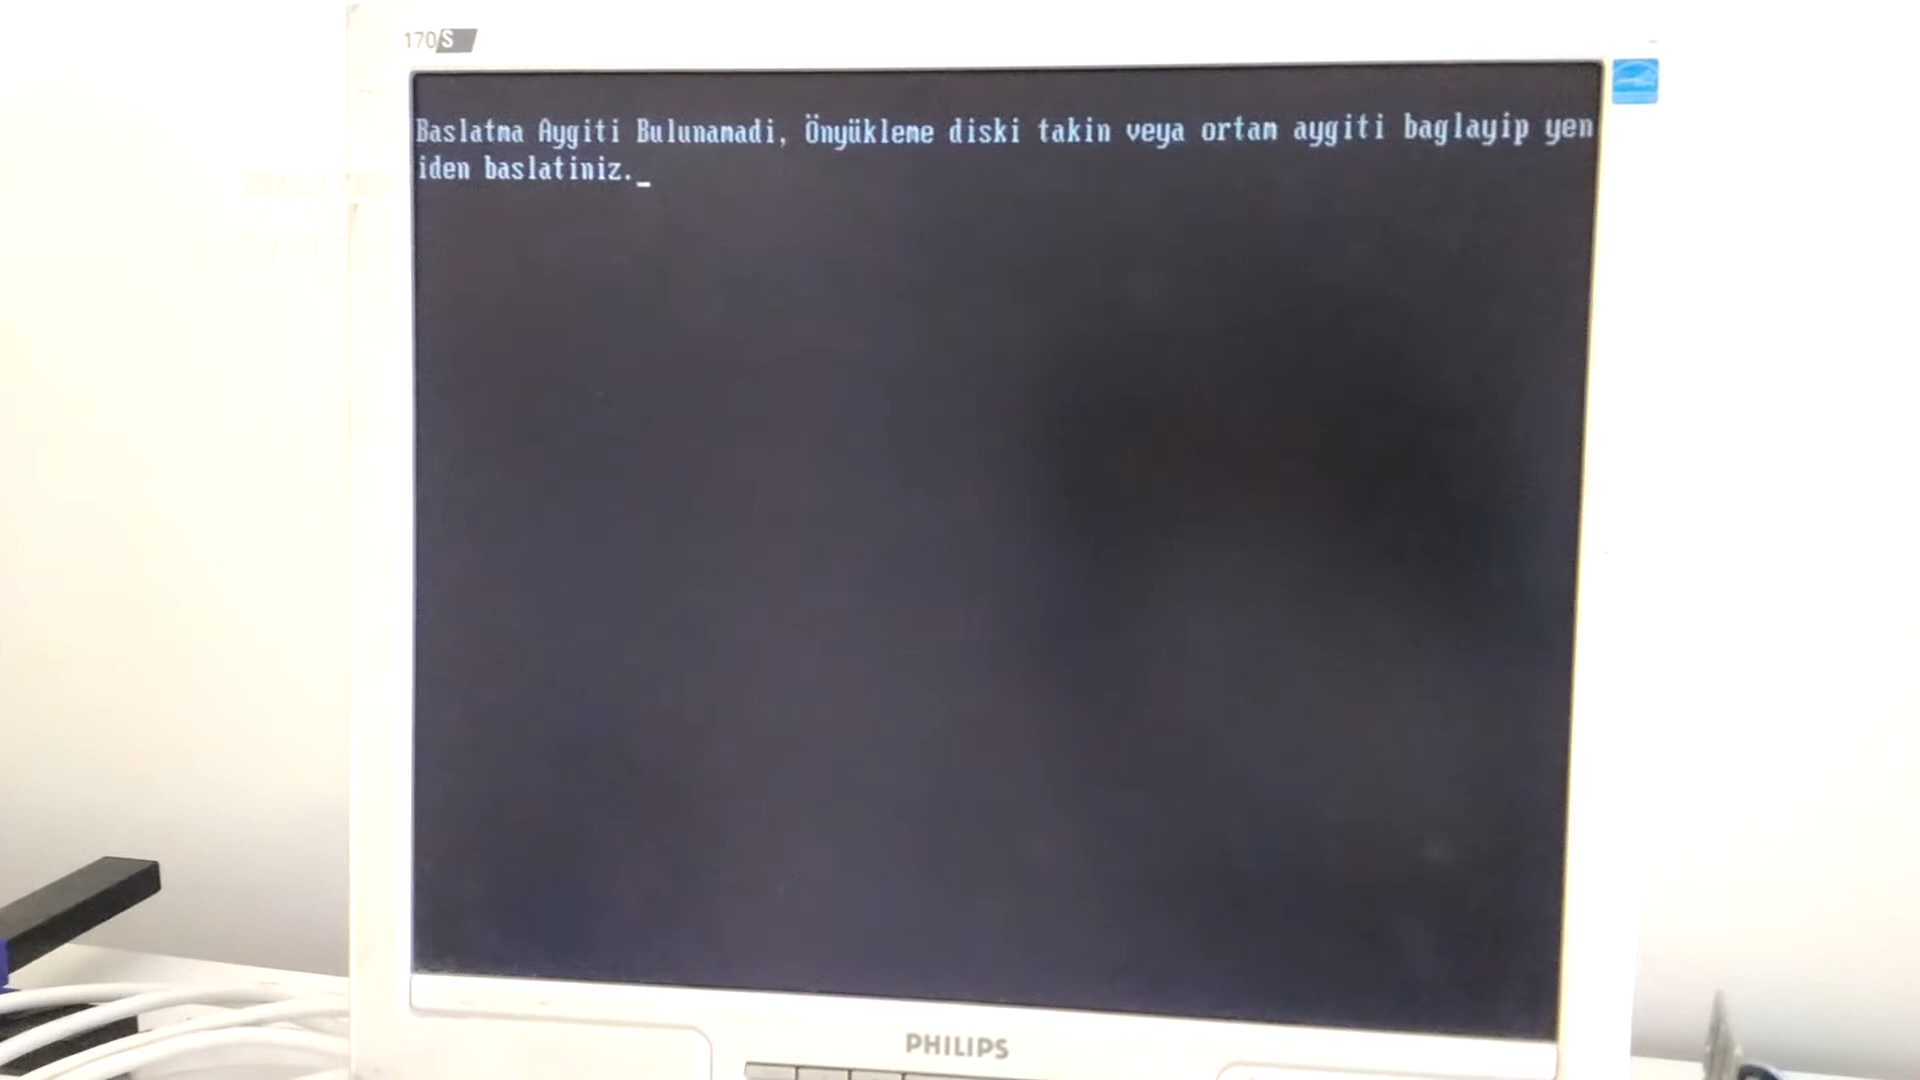 170S
Baslatma Aygiti Bulunamadi, Önyükleme diski takin veya ortam aygiti baglayip yen
iden baslatiniz._
PHILIPS